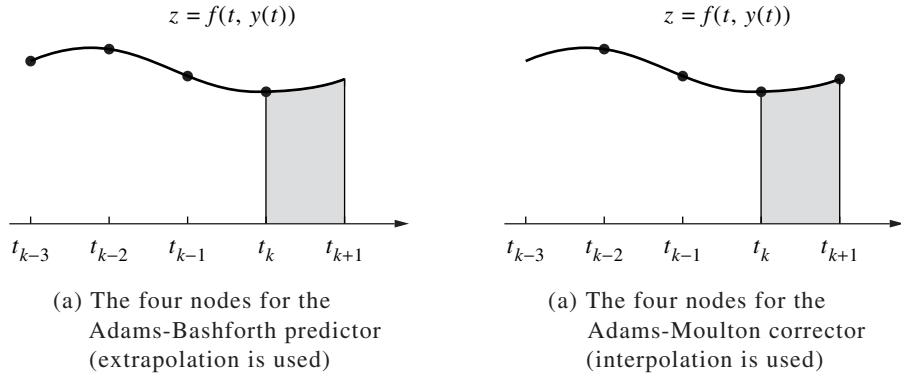 z = f(t, y(t))
t_{k−3} t_{k−2} t_{k−1} t_k t_{k+1}
(a) The four nodes for the
Adams-Bashforth predictor
(extrapolation is used)
z = f(t, y(t))
t_{k−3} t_{k−2} t_{k−1} t_k t_{k+1}
(a) The four nodes for the
Adams-Moulton corrector
(interpolation is used)